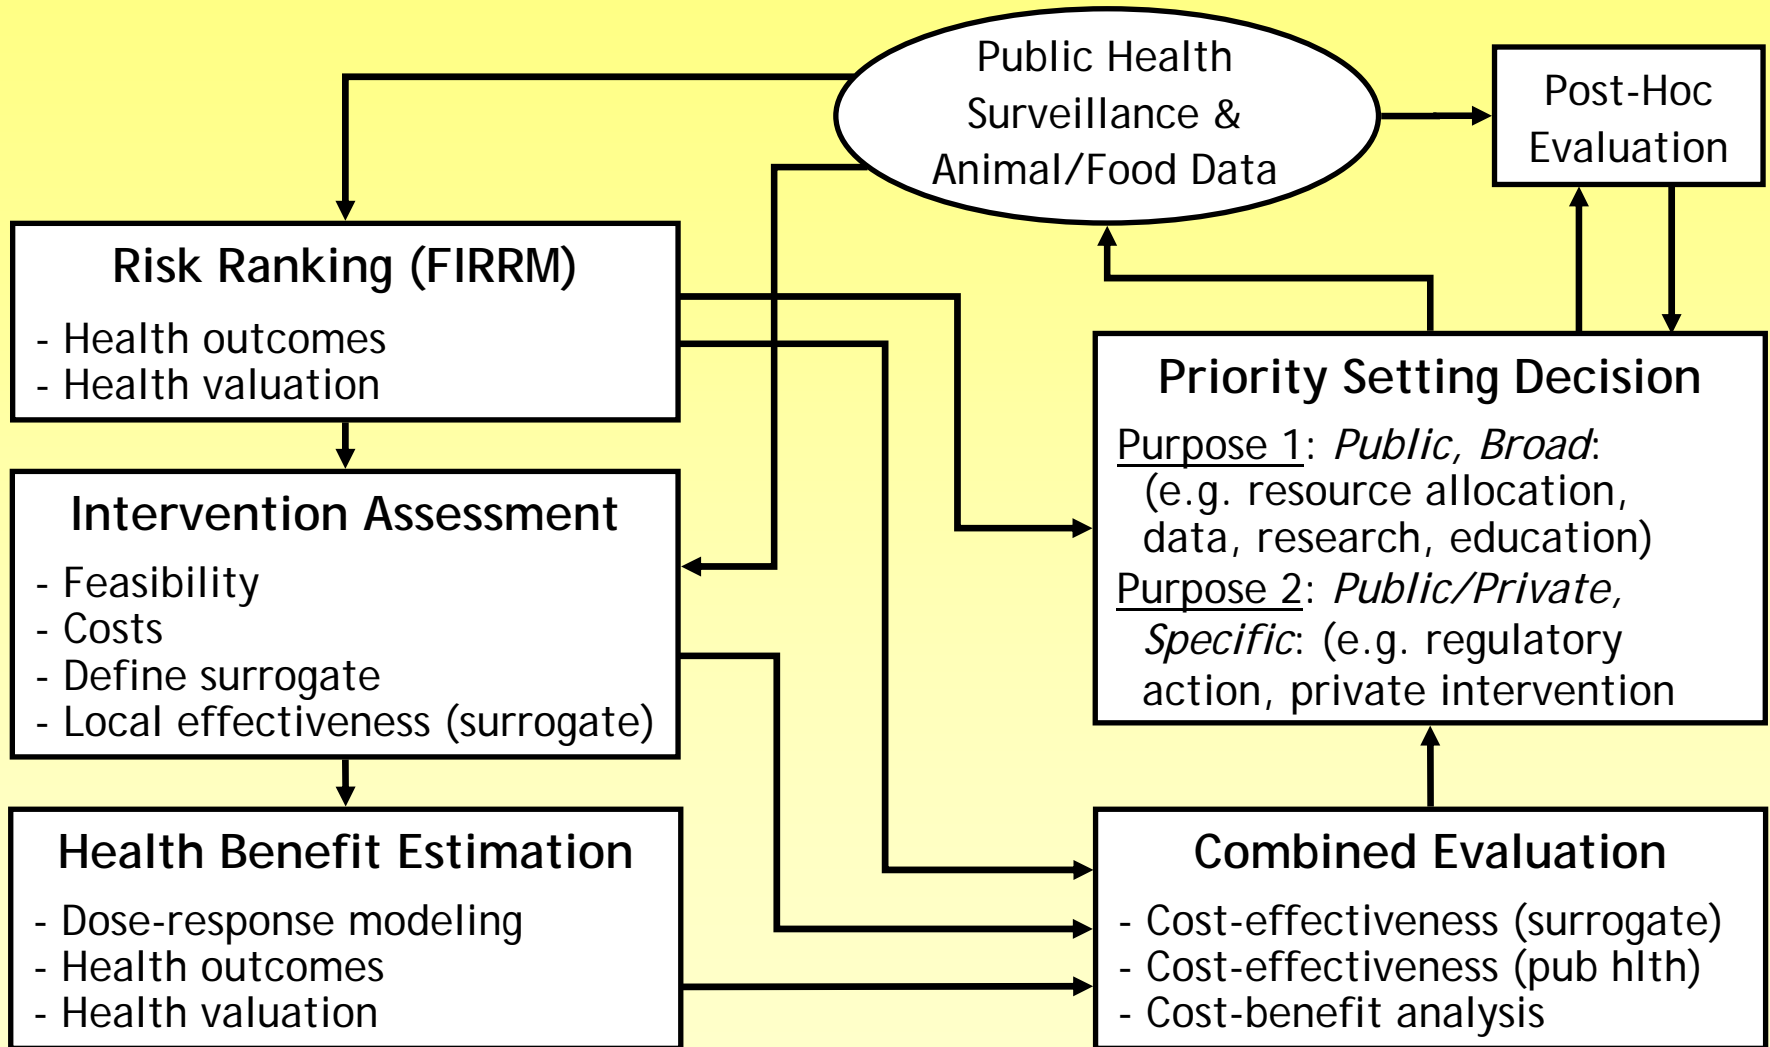 Public Health
Surveillance &
Animal/Food Data
Post-Hoc
Evaluation
Risk Ranking (FIRRM)
- Health outcomes
- Health valuation
Intervention Assessment
- Feasibility
- Costs
- Define surrogate
- Local effectiveness (surrogate)
Health Benefit Estimation
- Dose-response modeling
- Health outcomes
- Health valuation
Priority Setting Decision
Purpose 1: Public, Broad:
(e.g. resource allocation,
data, research, education)
Purpose 2: Public/Private,
Specific: (e.g. regulatory
action, private intervention
Combined Evaluation
- Cost-effectiveness (surrogate)
- Cost-effectiveness (pub hlth)
- Cost-benefit analysis